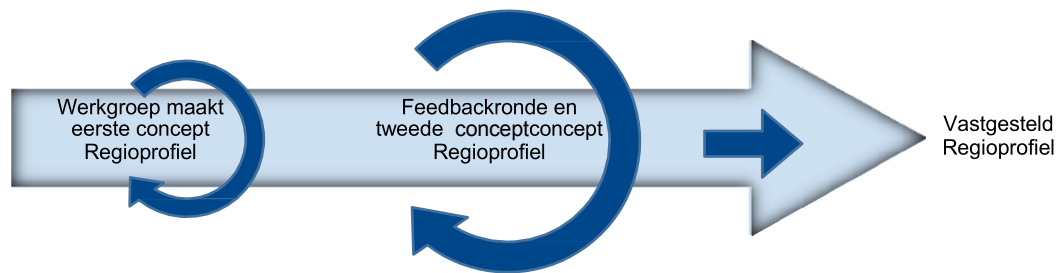 Werkgroep maakt
eerste concept
Regioprofiel
Feedbackronde en
tweede  conceptconcept
Regioprofiel
Vastgesteld
Regioprofiel